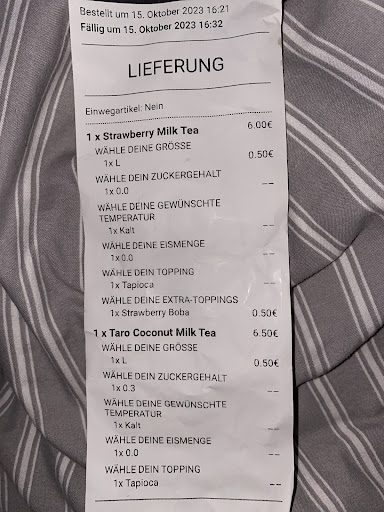 Bestellt um 15. Oktober 2023 16:21
Fällig um 15. Oktober 2023 16:32
LIEFERUNG
Einwegartikel: Nein
1 x Strawberry Milk Tea 6.00€
WÄHLE DEINE GRÖSSE
1x L 0.50€
WÄHLE DEIN ZUCKERGEHALT
1x 0.0 --
WÄHLE DEINE GEWÜNSCHTE
TEMPERATUR
1x Kalt --
WÄHLE DEINE EISMENGE
1x 0.0 --
WÄHLE DEIN TOPPING
1x Tapioca --
WÄHLE DEINE EXTRA-TOPPINGS
1x Strawberry Boba 0.50€
1 x Taro Coconut Milk Tea 6.50€
WÄHLE DEINE GRÖSSE
1x L 0.50€
WÄHLE DEIN ZUCKERGEHALT
1x 0.3 --
WÄHLE DEINE GEWÜNSCHTE
TEMPERATUR
1x Kalt --
WÄHLE DEINE EISMENGE
1x 0.0 --
WÄHLE DEIN TOPPING
1x Tapioca --